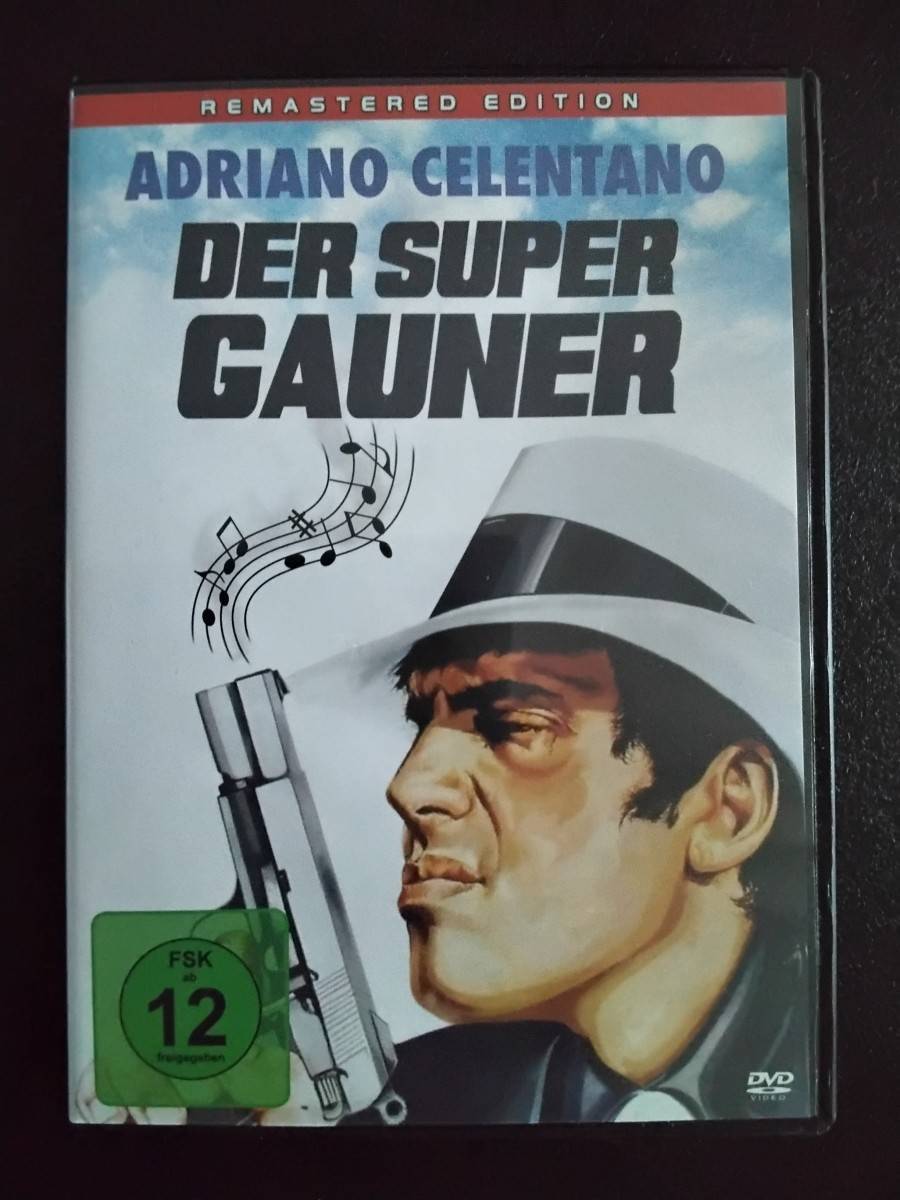 REMASTERED EDITION
ADRIANO CELENTANO
DER SUPER
GAUNER
FSK
ab
12
freigegeben
DVD
VIDEO